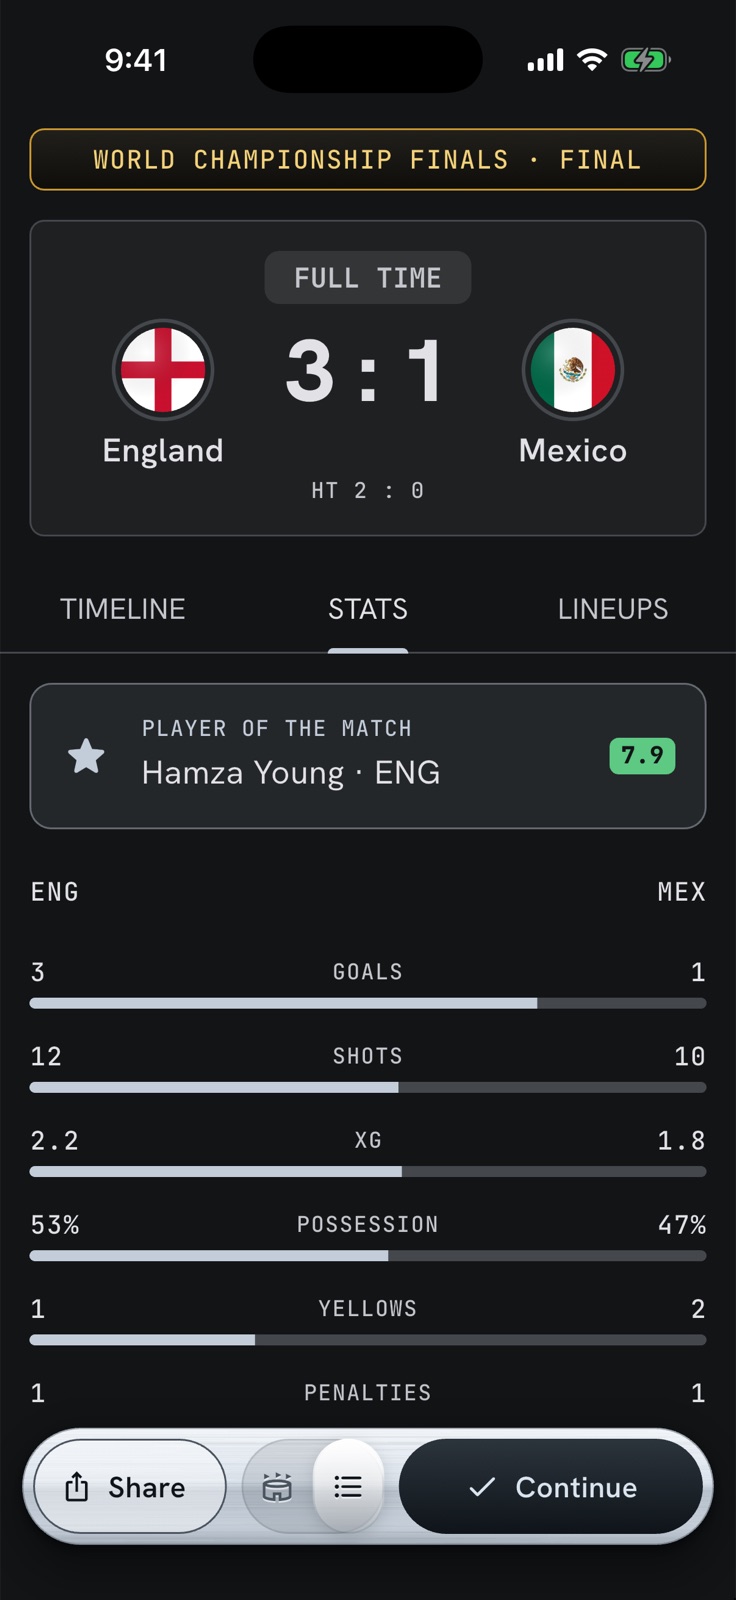 9:41
WORLD CHAMPIONSHIP FINALS · FINAL
FULL TIME
3 : 1
England
Mexico
HT 2 : 0
TIMELINE STATS LINEUPS
PLAYER OF THE MATCH
Hamza Young · ENG
7.9
ENG MEX
3 GOALS 1
12 SHOTS 10
2.2 XG 1.8
53% POSSESSION 47%
1 YELLOWS 2
1 PENALTIES 1
Share Continue